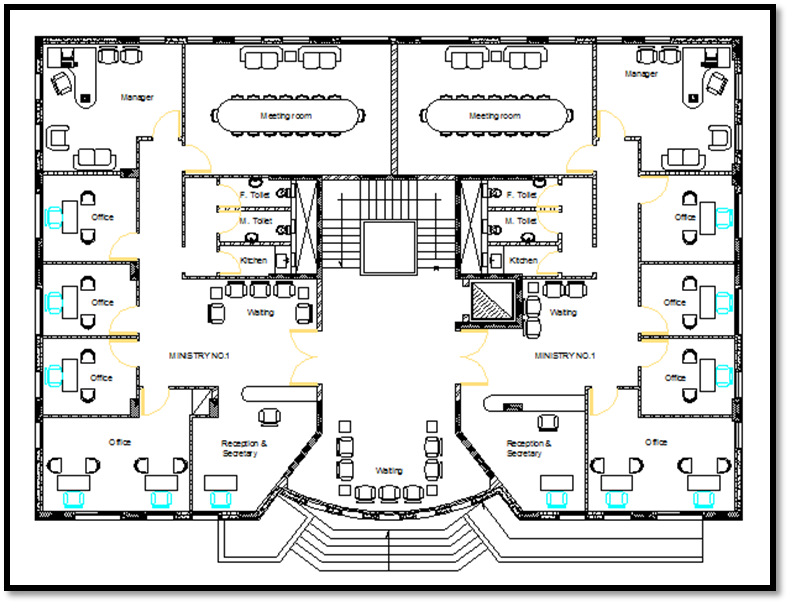 Manager
Meeting room
Meeting room
Manager
F. Toilet
F. Toilet
Office
M. Toilet
M. Toilet
Office
Kitchen
Kitchen
Office
Waiting
Waiting
Office
MINISTRY NO.1
MINISTRY NO.1
Office
Office
Office
Reception &
Secretary
Waiting
Reception &
Secretary
Office